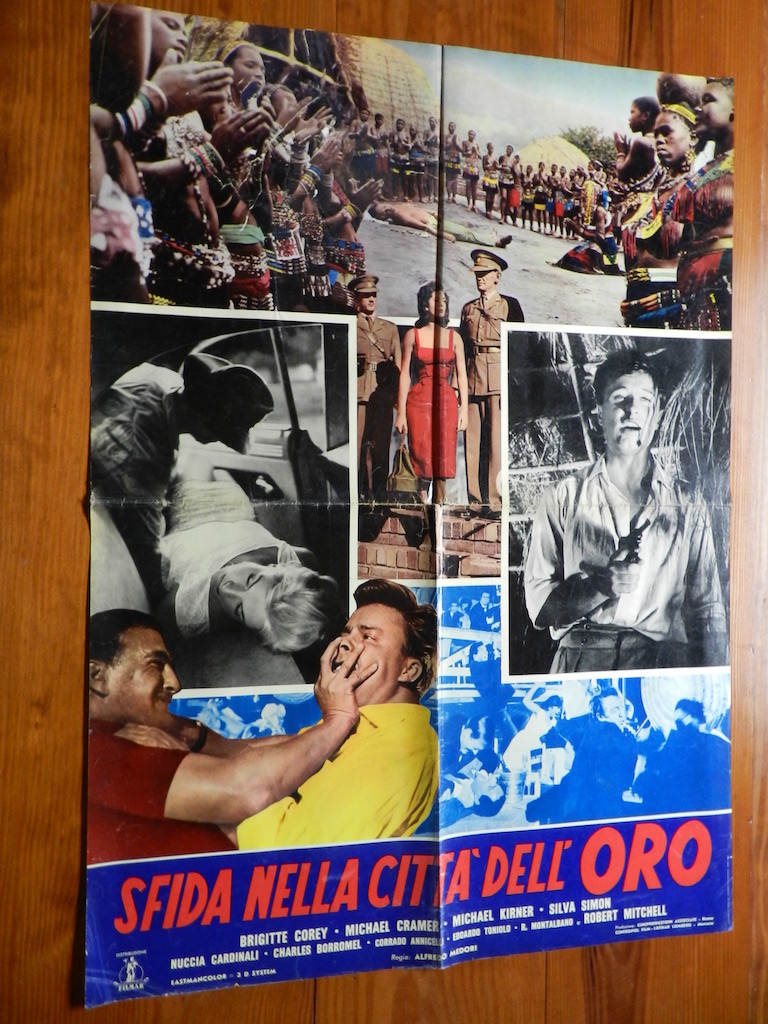 SFIDA NELLA CITTA' DELL' ORO
BRIGITTE COREY • MICHAEL CRAMER • MICHAEL KIRNER • SILVA SIMON
NUCCIA CARDINALI • CHARLES BORROMEL • CORRADO ANNICELLI • EDOARDO TONIOLO • R. MONTALBANO • ROBERT MITCHELL
DISTRIBUZIONE
FILMAR
EASTMANCOLOR = 3 D SYSTEM
Regia: ALFREDO MEDORI